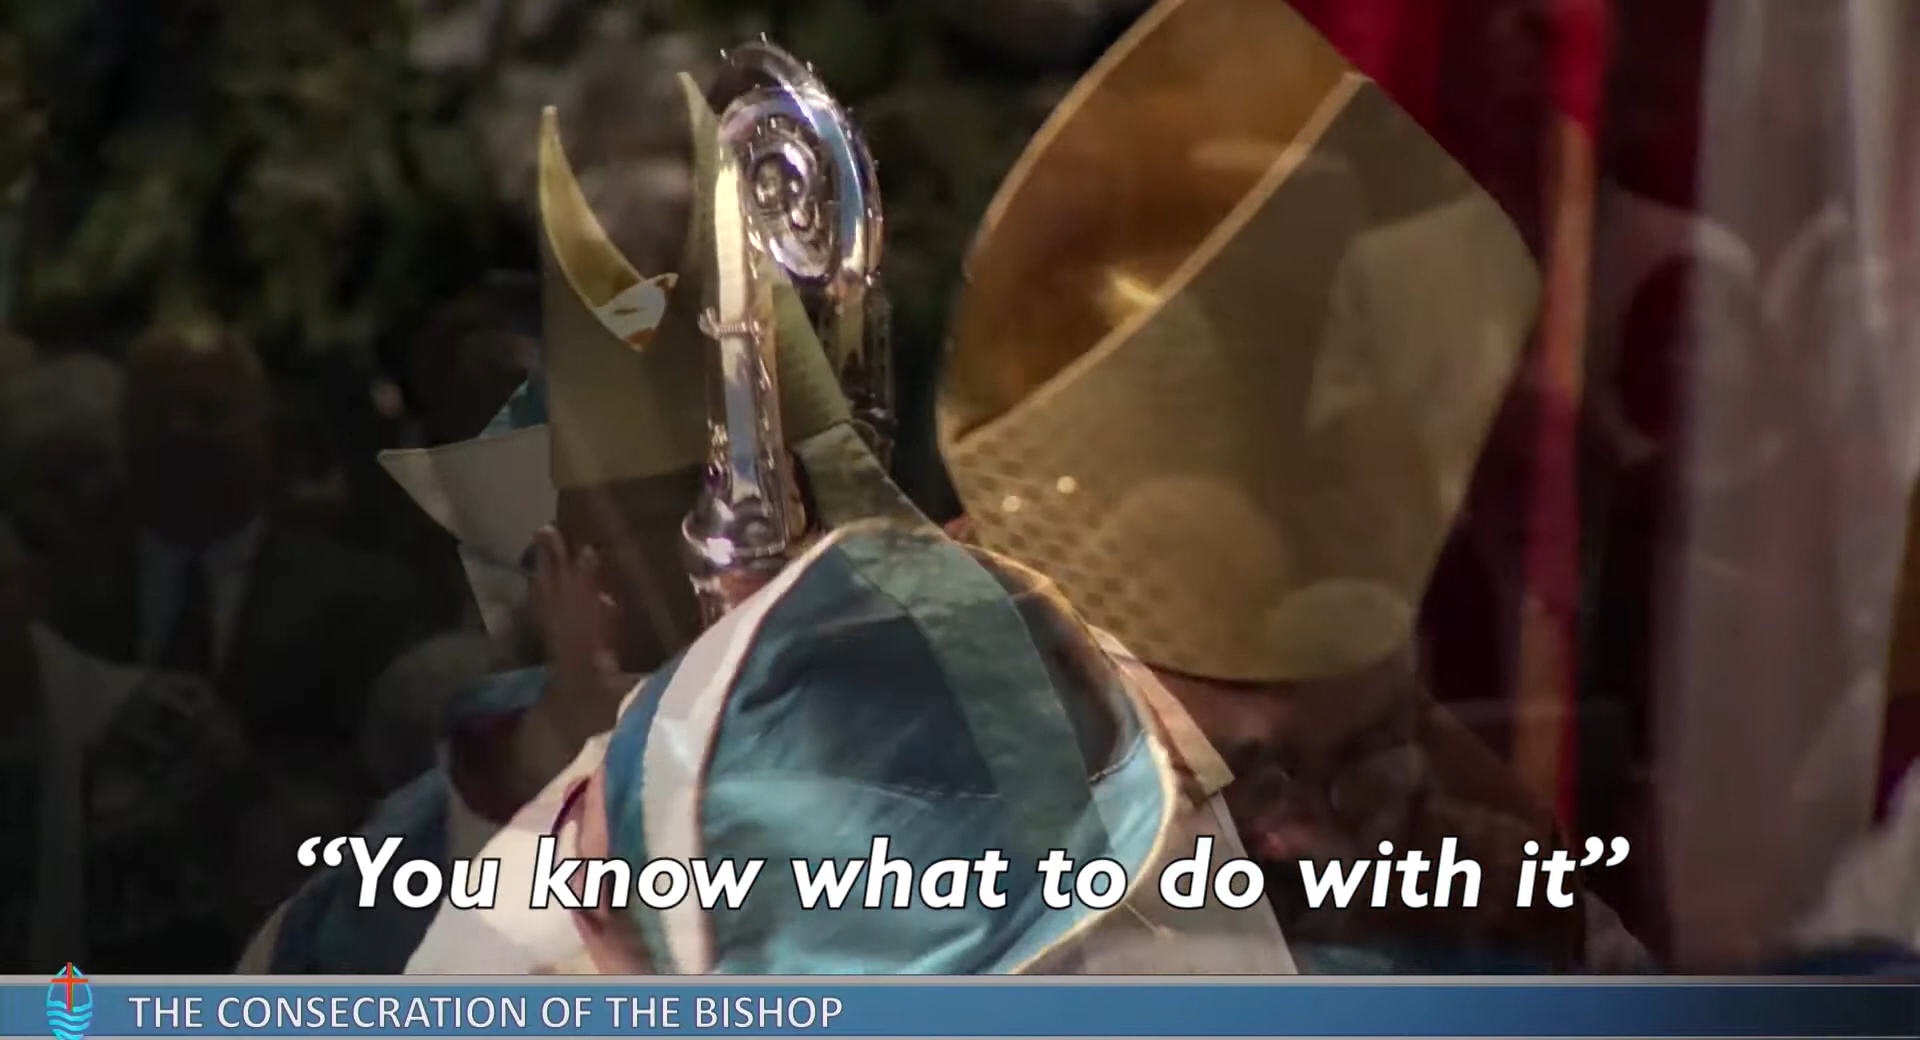 “You know what to do with it”
THE CONSECRATION OF THE BISHOP